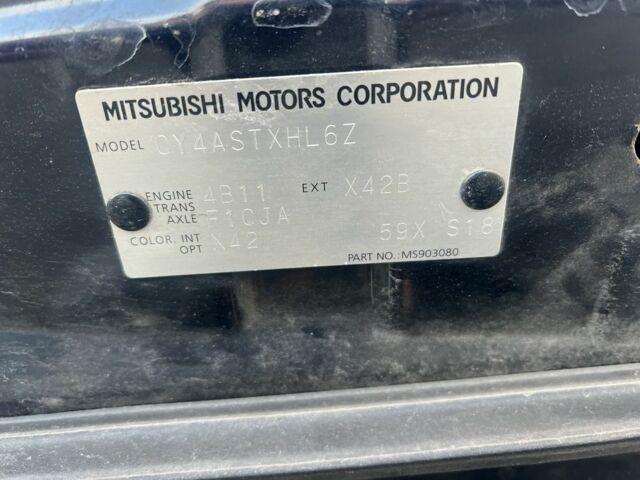 MITSUBISHI MOTORS CORPORATION
MODEL CY4ASTXHL6Z
ENGINE 4B11 EXT X42B
TRANS
AXLE F1CJA
COLOR. INT X42 59X S18
OPT
PART NO.: MS903080